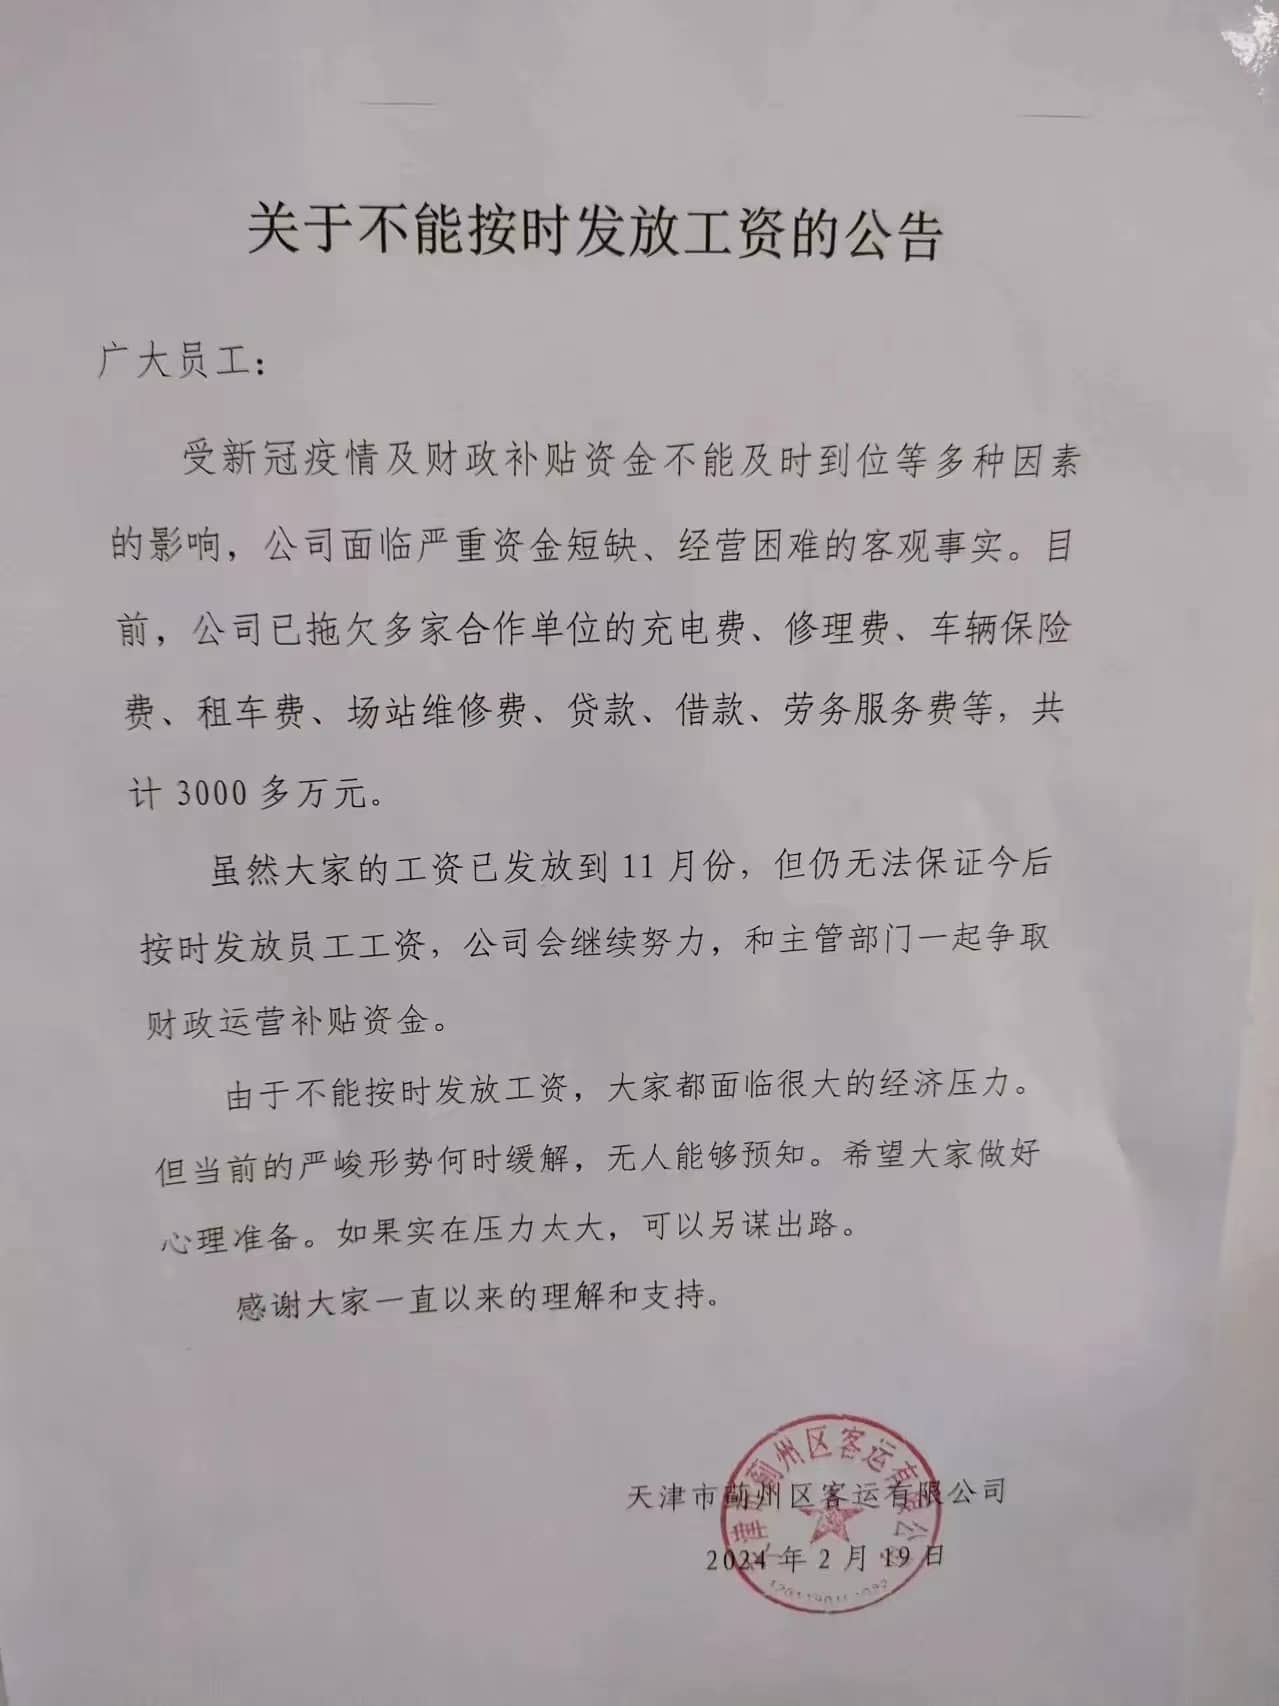 关于不能按时发放工资的公告
广大员工：
受新冠疫情及财政补贴资金不能及时到位等多种因素
的影响，公司面临严重资金短缺、经营困难的客观事实。目
前，公司已拖欠多家合作单位的充电费、修理费、车辆保险
费、租车费、场站维修费、贷款、借款、劳务服务费等，共
计 3000 多万元。
虽然大家的工资已发放到 11 月份，但仍无法保证今后
按时发放员工工资，公司会继续努力，和主管部门一起争取
财政运营补贴资金。
由于不能按时发放工资，大家都面临很大的经济压力。
但当前的严峻形势何时缓解，无人能够预知。希望大家做好
心理准备。如果实在压力太大，可以另谋出路。
感谢大家一直以来的理解和支持。
天津市蓟州区客运有限公司
2024 年 2 月 19 日
蓟州区客运有